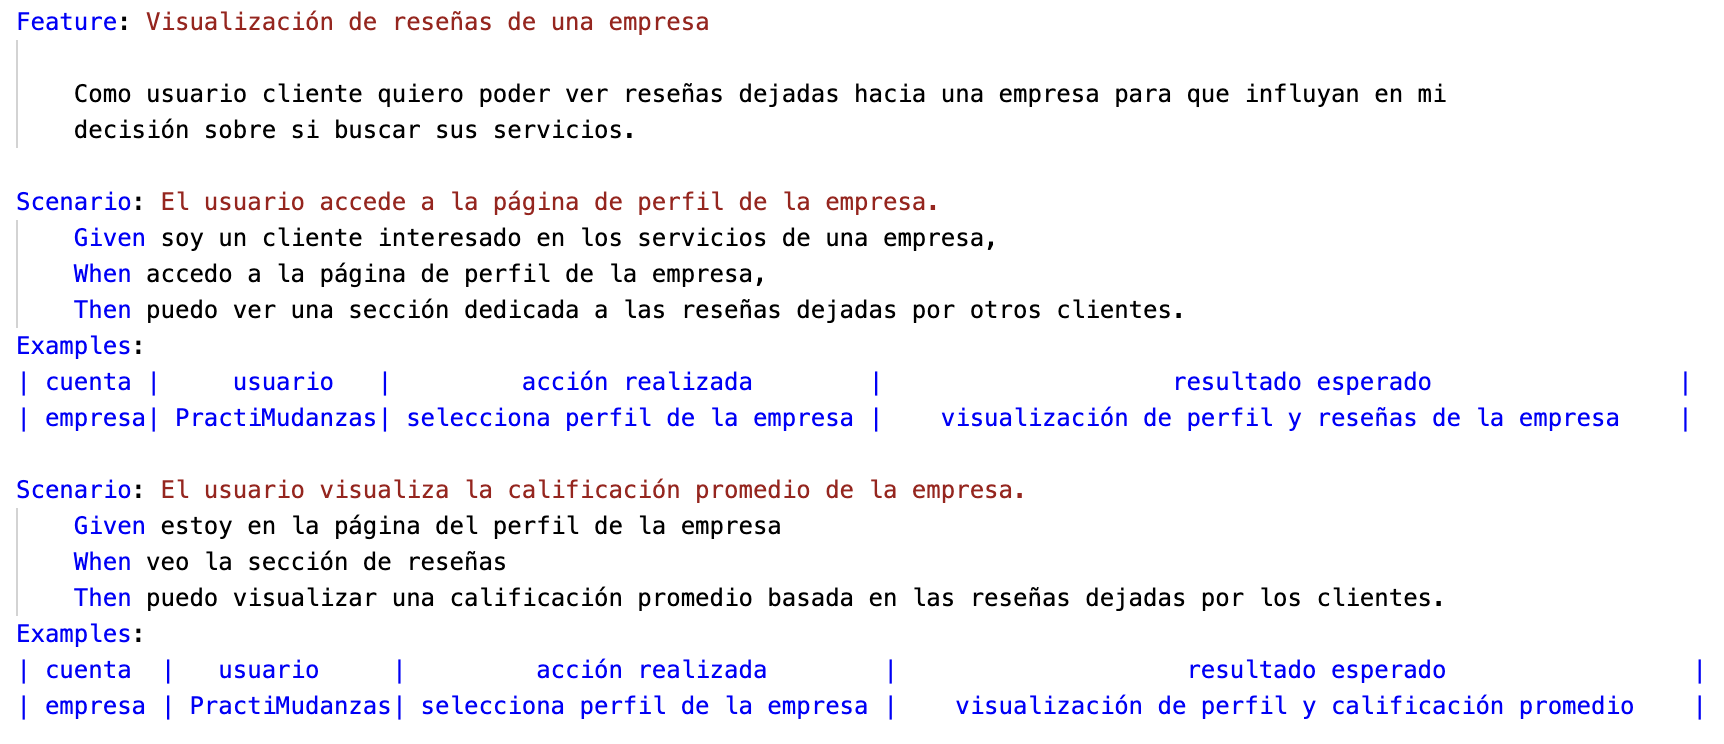 Feature: Visualización de reseñas de una empresa
Como usuario cliente quiero poder ver reseñas dejadas hacia una empresa para que influyan en mi
decisión sobre si buscar sus servicios.
Scenario: El usuario accede a la página de perfil de la empresa.
Given soy un cliente interesado en los servicios de una empresa,
When accedo a la página de perfil de la empresa,
Then puedo ver una sección dedicada a las reseñas dejadas por otros clientes.
Examples:
| cuenta |     usuario   |         acción realizada        |                    resultado esperado                 |
| empresa| PractiMudanzas| selecciona perfil de la empresa |    visualización de perfil y reseñas de la empresa    |
Scenario: El usuario visualiza la calificación promedio de la empresa.
Given estoy en la página del perfil de la empresa
When veo la sección de reseñas
Then puedo visualizar una calificación promedio basada en las reseñas dejadas por los clientes.
Examples:
| cuenta  |   usuario     |         acción realizada        |                    resultado esperado                 |
| empresa | PractiMudanzas| selecciona perfil de la empresa |    visualización de perfil y calificación promedio    |